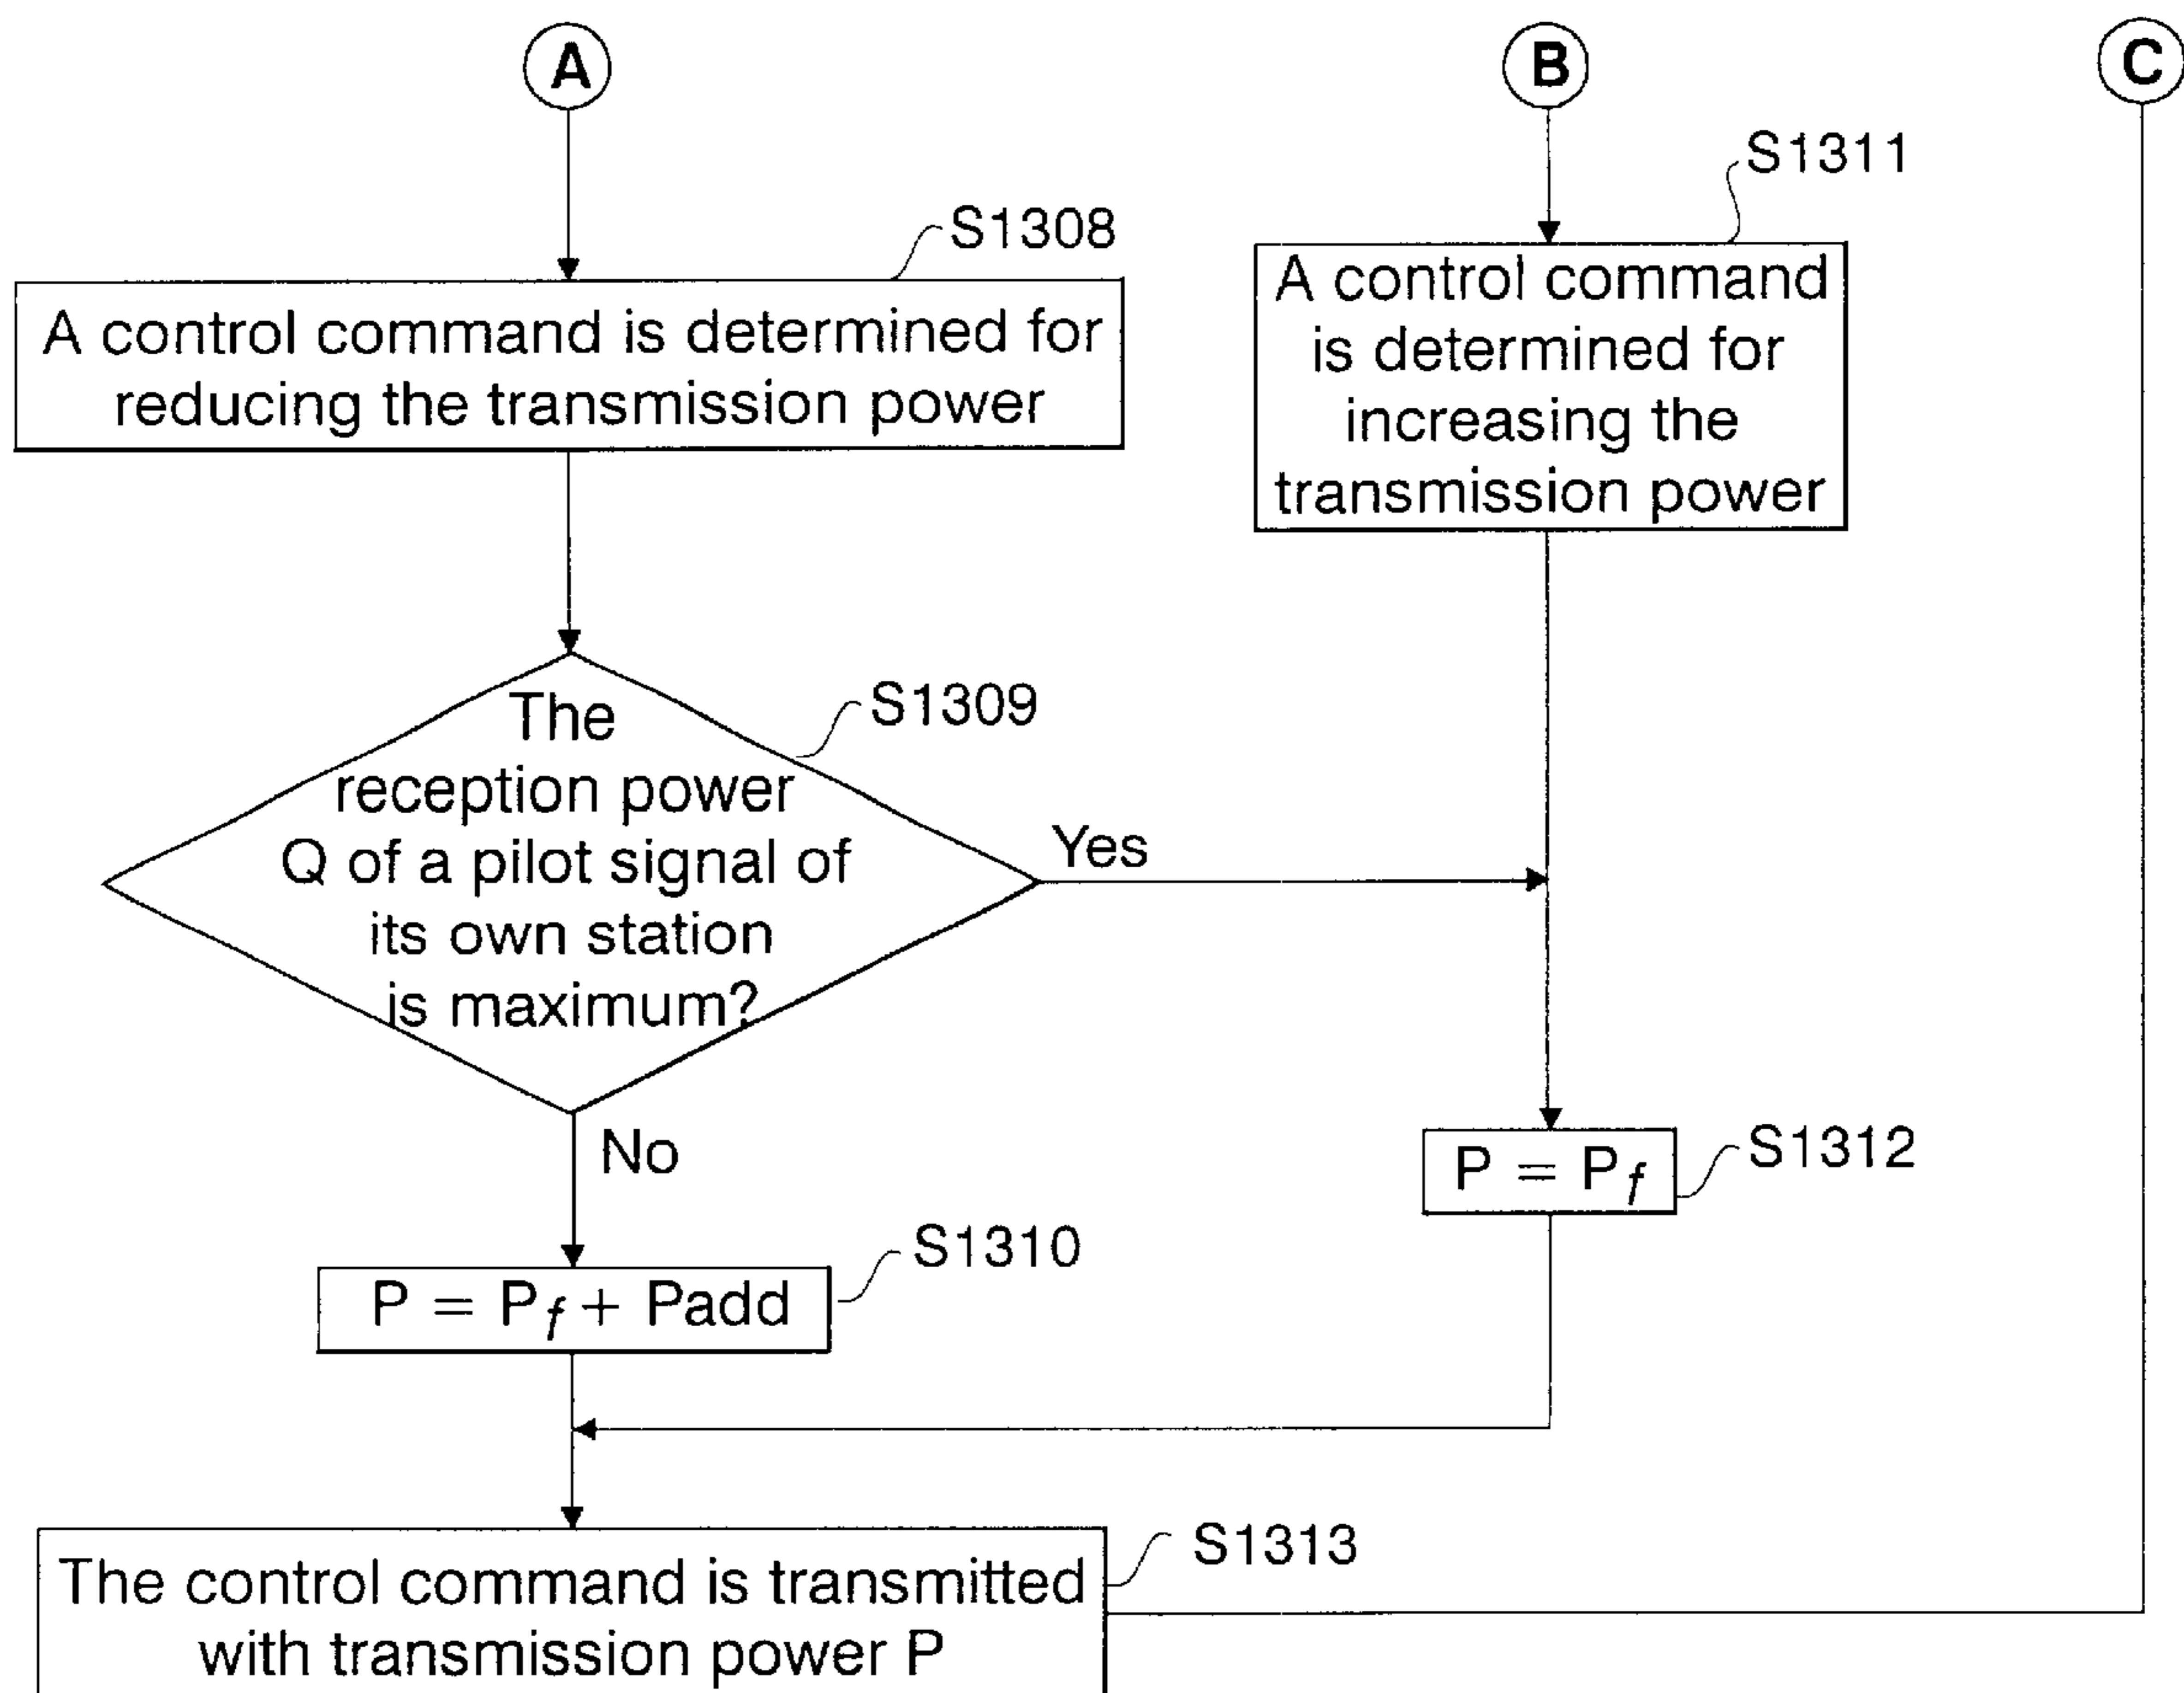 A
B
C
S1311
S1308
A control command is determined for
reducing the transmission power
A control command
is determined for
increasing the
transmission power
S1309
The
reception power
Q of a pilot signal of
its own station
is maximum?
Yes
No
P = Pf
S1312
S1310
P = Pf + Padd
S1313
The control command is transmitted
with transmission power P